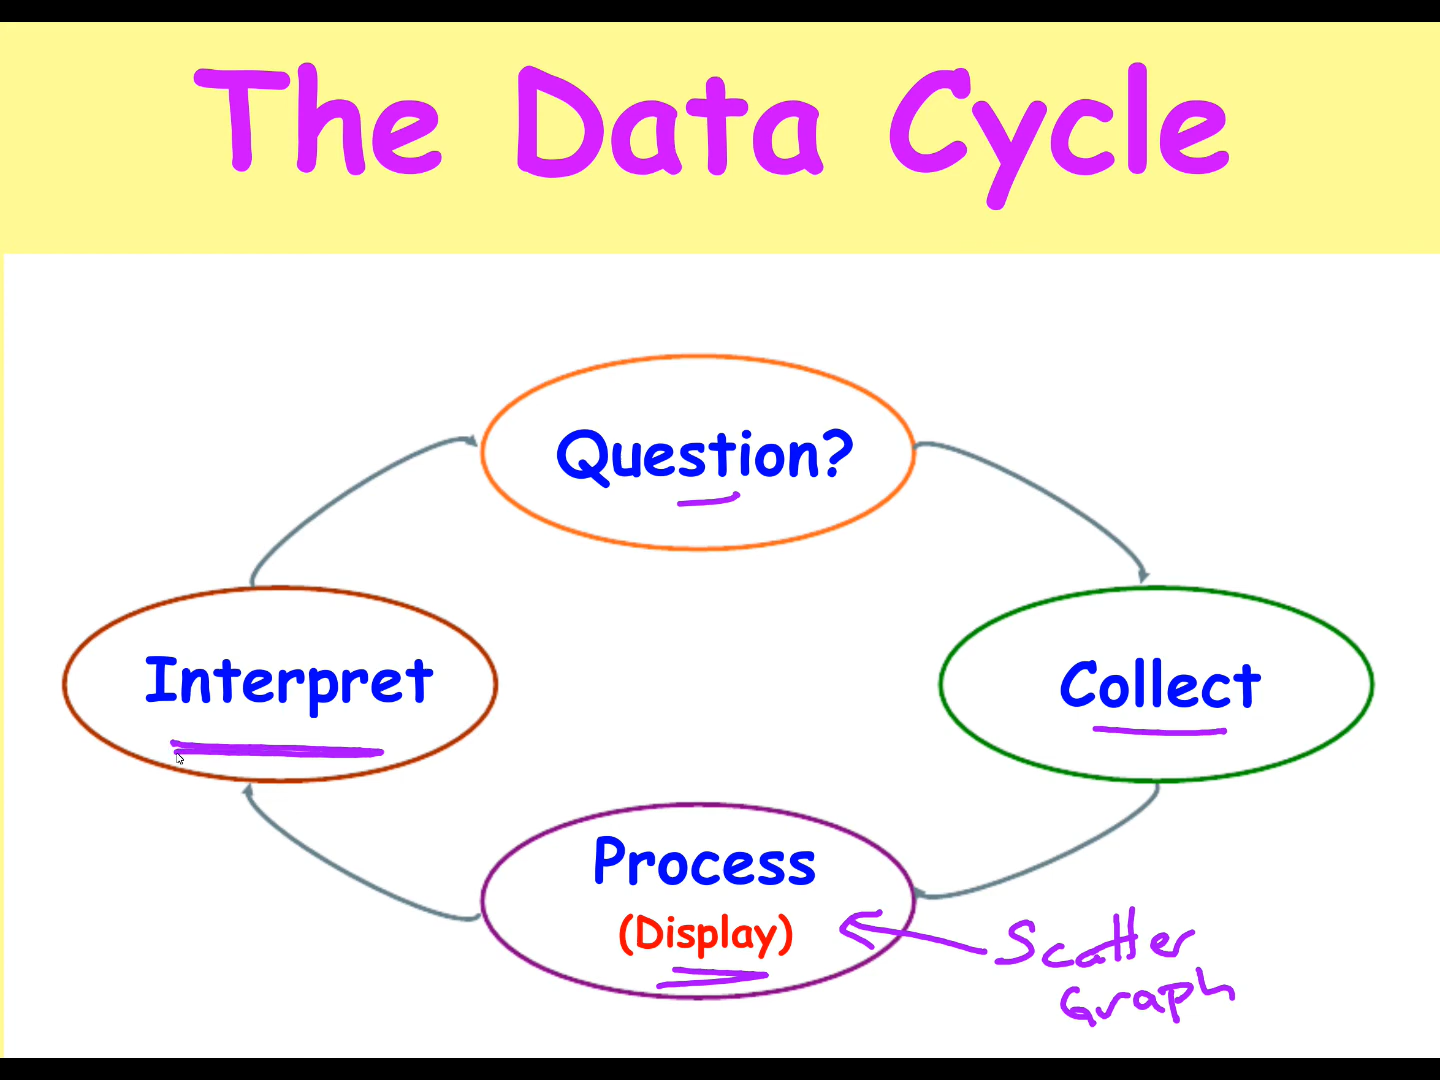 The Data Cycle
Question?
Interpret
Collect
Process
(Display)
Scatter
Graph